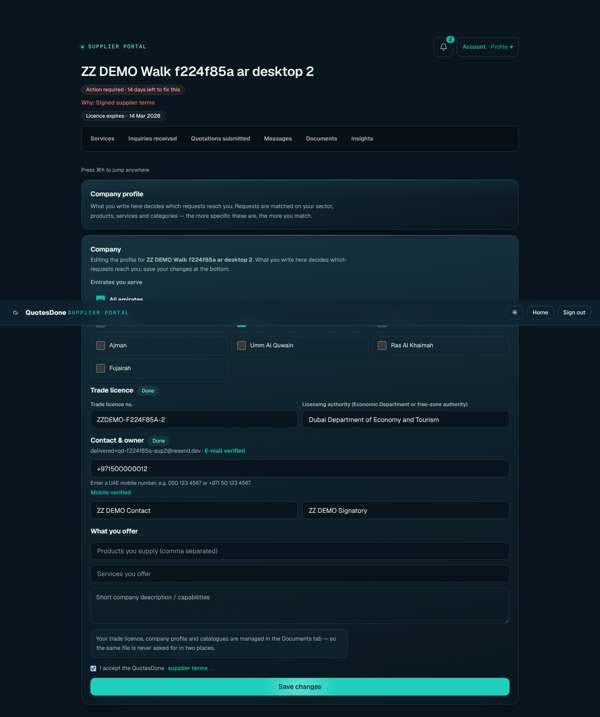 SUPPLIER PORTAL
2
Account · Profile ▾
ZZ DEMO Walk f224f85a ar desktop 2
Action required · 14 days left to fix this
Why: Signed supplier terms
Licence expires · 14 Mar 2028
Services Inquiries received Quotations submitted Messages Documents Insights
Press ⌘K to jump anywhere
Company profile
What you write here decides which requests reach you. Requests are matched on your sector,
products, services and categories — the more specific these are, the more you match.
Company
Editing the profile for ZZ DEMO Walk f224f85a ar desktop 2. What you write here decides which
requests reach you; save your changes at the bottom.
Emirates you serve
All emirates
QuotesDone SUPPLIER PORTAL Home Sign out
Ajman Umm Al Quwain Ras Al Khaimah
Fujairah
Trade licence Done
Trade licence no. Licensing authority (Economic Department or free-zone authority)
ZZDEMO-F224F85A-2 Dubai Department of Economy and Tourism
Contact & owner Done
delivered+qd-f224f85a-sup2@resend.dev · E-mail verified
+971500000012
Enter a UAE mobile number, e.g. 050 123 4567 or +971 50 123 4567
Mobile verified
ZZ DEMO Contact ZZ DEMO Signatory
What you offer
Products you supply (comma separated)
Services you offer
Short company description / capabilities
Your trade licence, company profile and catalogues are managed in the Documents tab — so
the same file is never asked for in two places.
I accept the QuotesDone supplier terms ..
Save changes